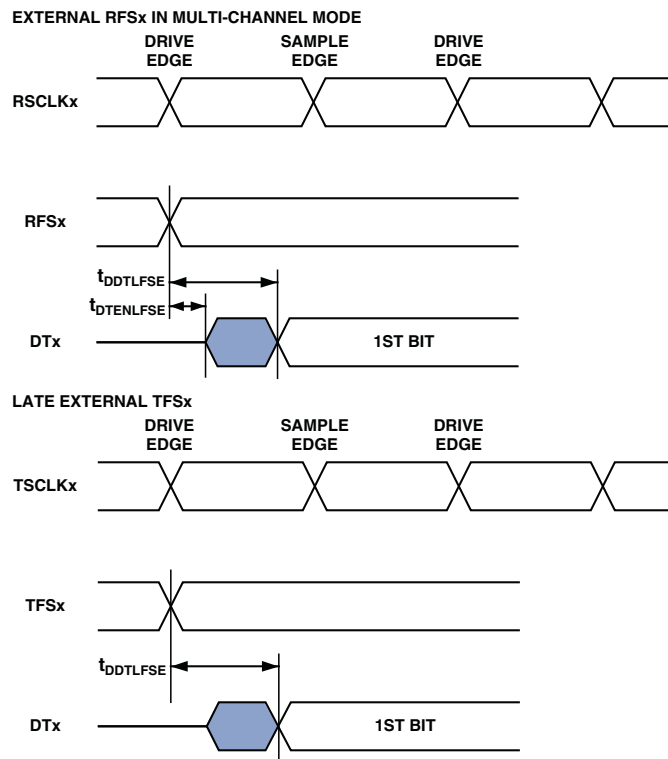 EXTERNAL RFSx IN MULTI-CHANNEL MODE
DRIVE EDGE
SAMPLE EDGE
DRIVE EDGE
RSCLKx
RFSx
tDDTLFSE
tDTENLFSE
DTx
1ST BIT
LATE EXTERNAL TFSx
DRIVE EDGE
SAMPLE EDGE
DRIVE EDGE
TSCLKx
TFSx
tDDTLFSE
DTx
1ST BIT